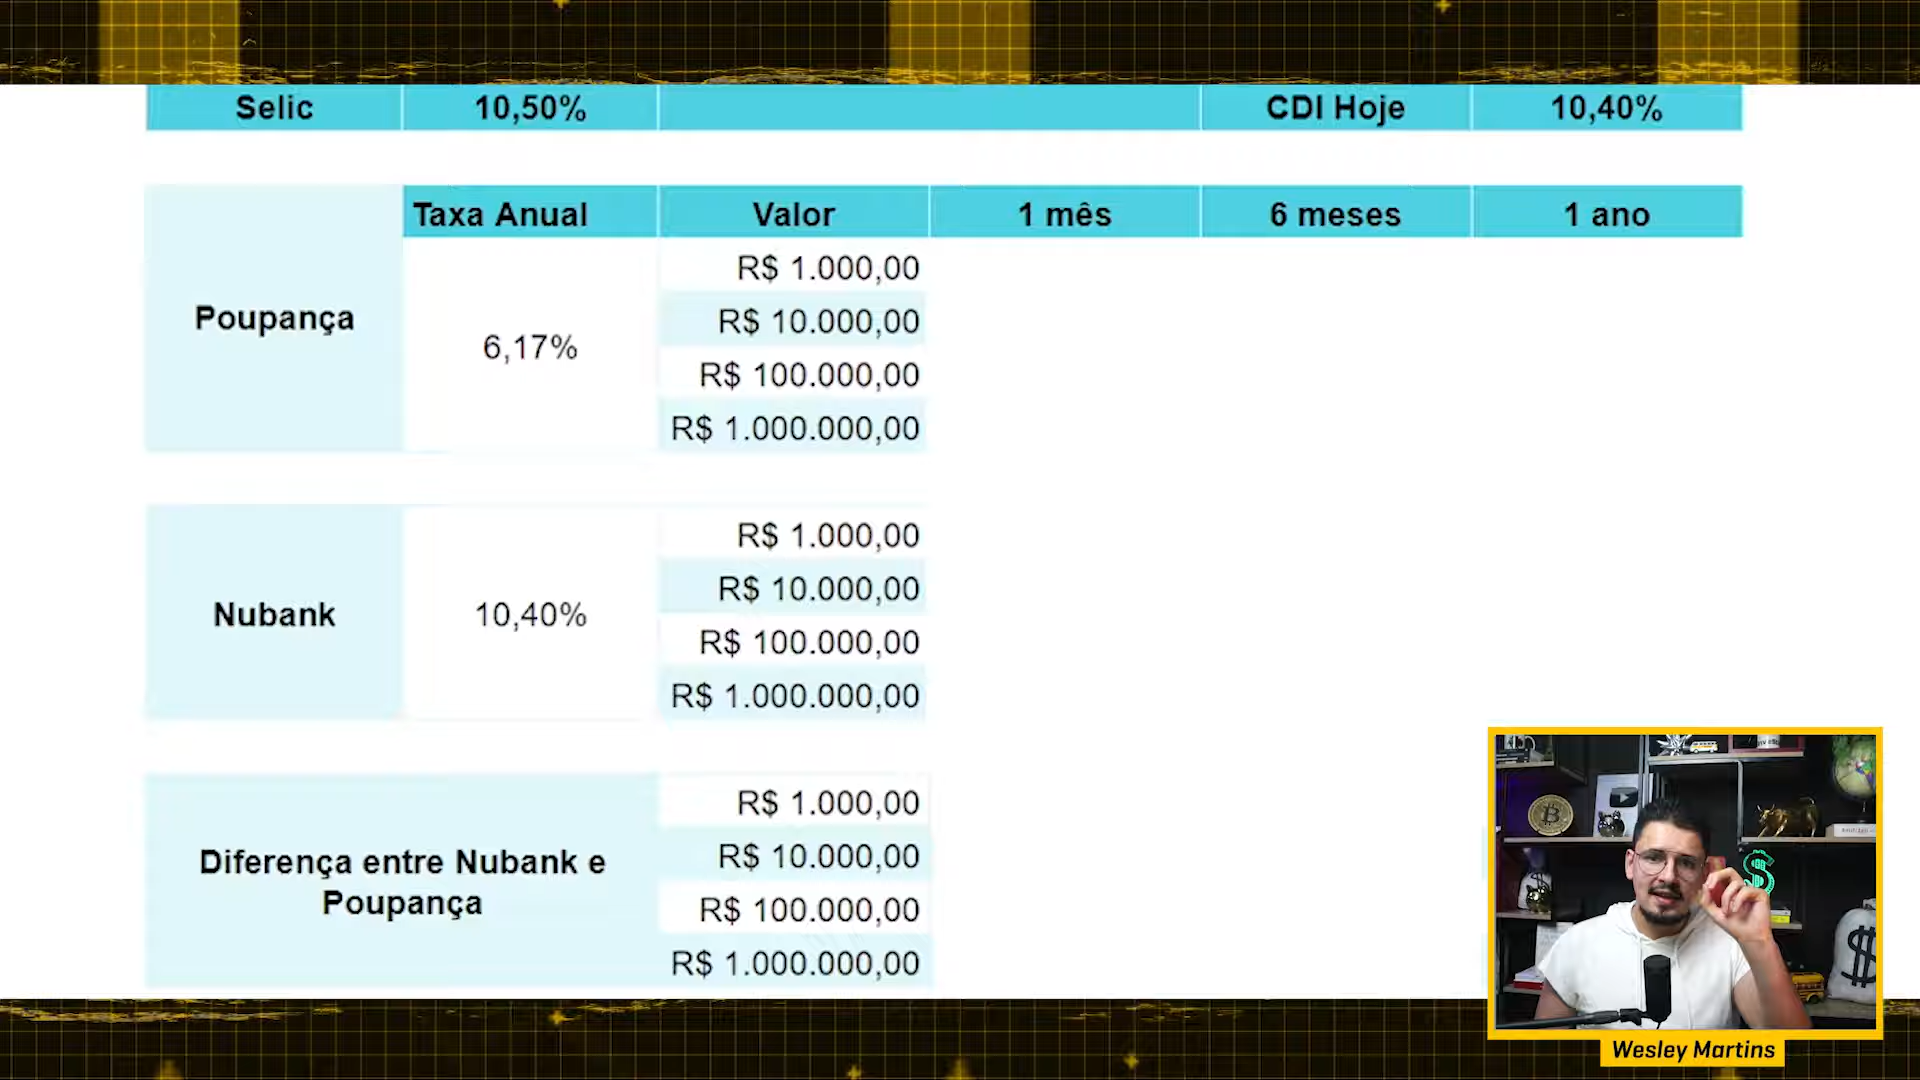 Selic 10,50% CDI Hoje 10,40%
Taxa Anual Valor 1 mês 6 meses 1 ano
Poupança
6,17%
R$ 1.000,00
R$ 10.000,00
R$ 100.000,00
R$ 1.000.000,00
Nubank
10,40%
R$ 1.000,00
R$ 10.000,00
R$ 100.000,00
R$ 1.000.000,00
Diferença entre Nubank e
Poupança
R$ 1.000,00
R$ 10.000,00
R$ 100.000,00
R$ 1.000.000,00
Wesley Martins